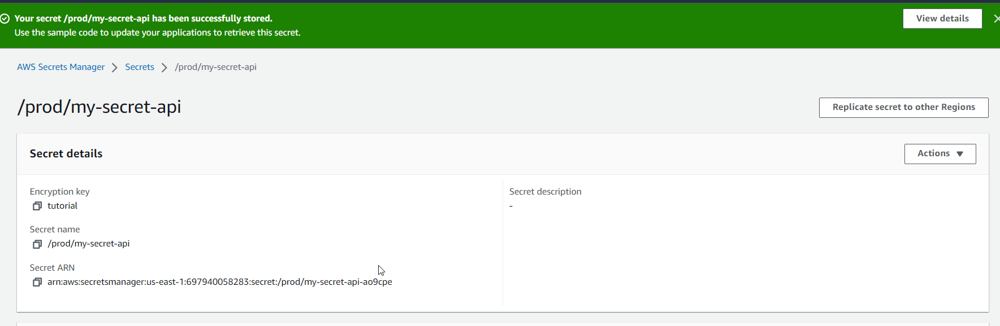 Your secret /prod/my-secret-api has been successfully stored.
View details
Use the sample code to update your applications to retrieve this secret.
AWS Secrets Manager
Secrets
/prod/my-secret-api
/prod/my-secret-api
Replicate secret to other Regions
Secret details
Actions
Encryption key
tutorial
Secret name
/prod/my-secret-api
Secret ARN
arn:aws:secretsmanager:us-east-1:697940058283:secret:/prod/my-secret-api-ao9cpe
Secret description
-